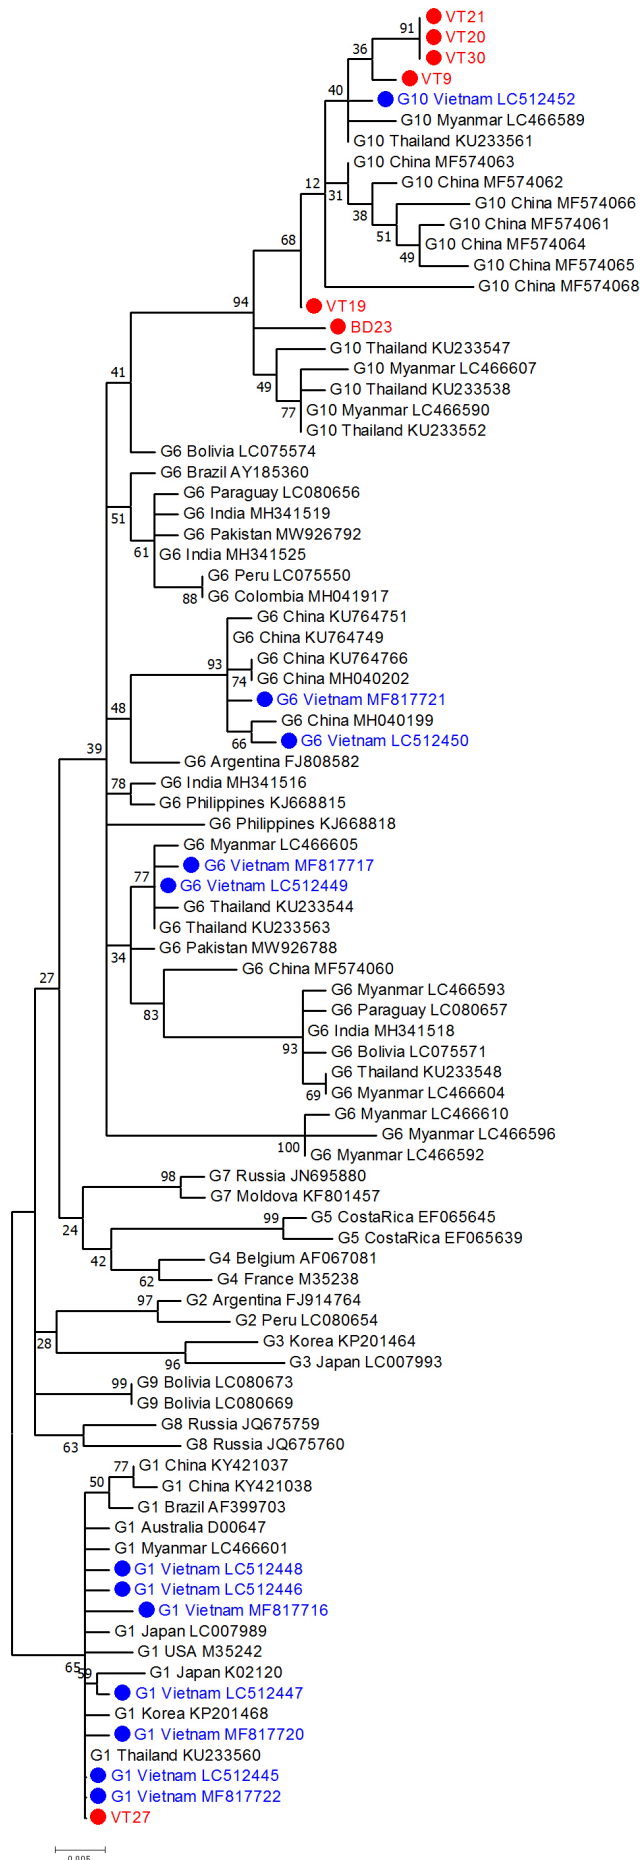 VT21
91
VT20
36
VT30
VT9
40
G10 Vietnam LC512452
G10 Myanmar LC466589
G10 Thailand KU233561
G10 China MF574063
12
31
G10 China MF574062
38
G10 China MF574066
51
G10 China MF574061
68
G10 China MF574064
49
G10 China MF574065
G10 China MF574068
94
VT19
BD23
G10 Thailand KU233547
41
G10 Myanmar LC466607
49
G10 Thailand KU233538
77
G10 Myanmar LC466590
G10 Thailand KU233552
G6 Bolivia LC075574
G6 Brazil AY185360
G6 Paraguay LC080656
51
G6 India MH341519
G6 Pakistan MW926792
61
G6 India MH341525
G6 Peru LC075550
88
G6 Colombia MH041917
G6 China KU764751
G6 China KU764749
93
G6 China KU764766
74
G6 China MH040202
48
G6 Vietnam MF817721
G6 China MH040199
66
G6 Vietnam LC512450
39
G6 Argentina FJ808582
78
G6 India MH341516
G6 Philippines KJ668815
G6 Philippines KJ668818
G6 Myanmar LC466605
77
G6 Vietnam MF817717
G6 Vietnam LC512449
G6 Thailand KU233544
G6 Thailand KU233563
34
G6 Pakistan MW926788
27
G6 China MF574060
83
G6 Myanmar LC466593
G6 Paraguay LC080657
G6 India MH341518
93
G6 Bolivia LC075571
G6 Thailand KU233548
69
G6 Myanmar LC466604
G6 Myanmar LC466610
G6 Myanmar LC466596
100
G6 Myanmar LC466592
98
G7 Russia JN695880
G7 Moldova KF801457
24
99
G5 CostaRica EF065645
G5 CostaRica EF065639
42
G4 Belgium AF067081
62
G4 France M35238
97
G2 Argentina FJ914764
G2 Peru LC080654
28
G3 Korea KP201464
96
G3 Japan LC007993
99
G9 Bolivia LC080673
G9 Bolivia LC080669
G8 Russia JQ675759
63
G8 Russia JQ675760
77
G1 China KY421037
50
G1 China KY421038
G1 Brazil AF399703
G1 Australia D00647
G1 Myanmar LC466601
G1 Vietnam LC512448
G1 Vietnam LC512446
G1 Vietnam MF817716
G1 Japan LC007989
G1 USA M35242
65
59
G1 Japan K02120
G1 Vietnam LC512447
G1 Korea KP201468
G1 Vietnam MF817720
G1 Thailand KU233560
G1 Vietnam LC512445
G1 Vietnam MF817722
VT27
0.005